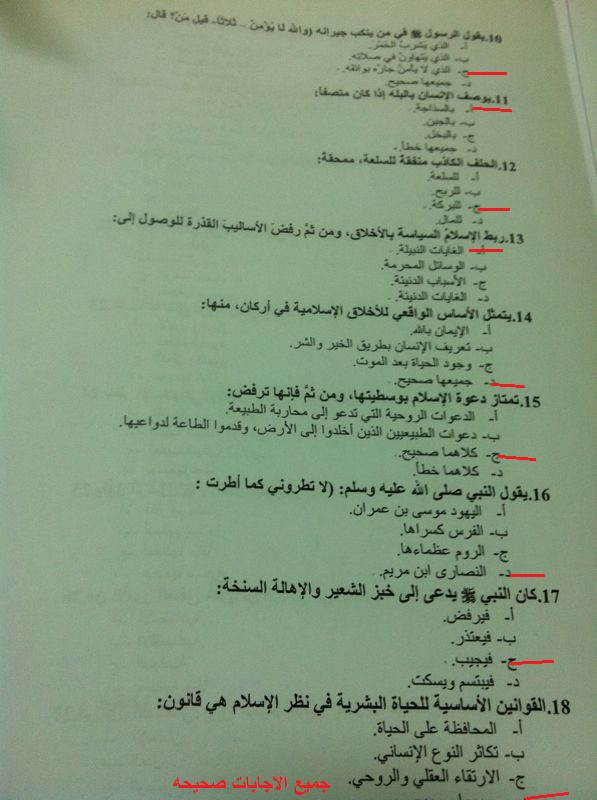 10.يقول الرسول ﷺ في من ينكب جيرانه (والله لا يُؤمنُ – ثلاثاً- قيل مَنْ؟ قال:
أ- الذي يشربُ الخمْر.
ب- الذي يتهاونُ في صلاته.
ج- الذي لا يأمنُ جارُه بوائقه.
د- جميعها صحيح.
11.يوصف الإنسان بالبله إذا كان متصفاً:
أ- بالسذاجة.
ب- بالجبن.
ج- بالبخل.
د- جميعها خطأ.
12.الحلف الكاذب منفقة للسلعة، ممحقة:
أ- للسلعة.
ب- للربح.
ج- للبركة.
د- للمال.
13.ربط الإسلامُ السياسة بالأخلاق، ومن ثمَّ رفضَ الأساليبَ القذرة للوصول إلى:
أ- الغايات النبيلة.
ب- الوسائل المحرمة.
ج- الأسباب الدنيئة.
د- الغايات الدنيئة.
14.يتمثل الأساس الواقعي للأخلاق الإسلامية في أركان، منها:
أ- الإيمان بالله.
ب- تعريف الإنسان بطريق الخير والشر.
ج- وجود الحياة بعد الموت.
د- جميعها صحيح.
15.تمتاز دعوة الإسلام بوسطيتها، ومن ثمَّ فإنها ترفض:
أ- الدعوات الروحية التي تدعو إلى محاربة الطبيعة.
ب- دعوات الطبيعيين الذين أخلدوا إلى الأرض، وقدموا الطاعة لدواعيها.
ج- كلاهما صحيح.
د- كلاهما خطأ.
16.يقول النبي صلى الله عليه وسلم: (لا تطروني كما أطرت :
أ- اليهود موسى بن عمران.
ب- الفرس كسراها.
ج- الروم عظماءها.
د- النصارى ابن مريم.
17.كان النبي ﷺ يدعى إلى خبز الشعير والإهالة السنخة:
أ- فيرفض.
ب- فيعتذر.
ج- فيجيب.
د- فيبتسم ويسكت.
18.القوانين الأساسية للحياة البشرية في نظر الإسلام هي قانون:
أ- المحافظة على الحياة.
ب- تكاثر النوع الإنساني.
ج- الارتقاء العقلي والروحي.
جميع الاجابات صحيحه